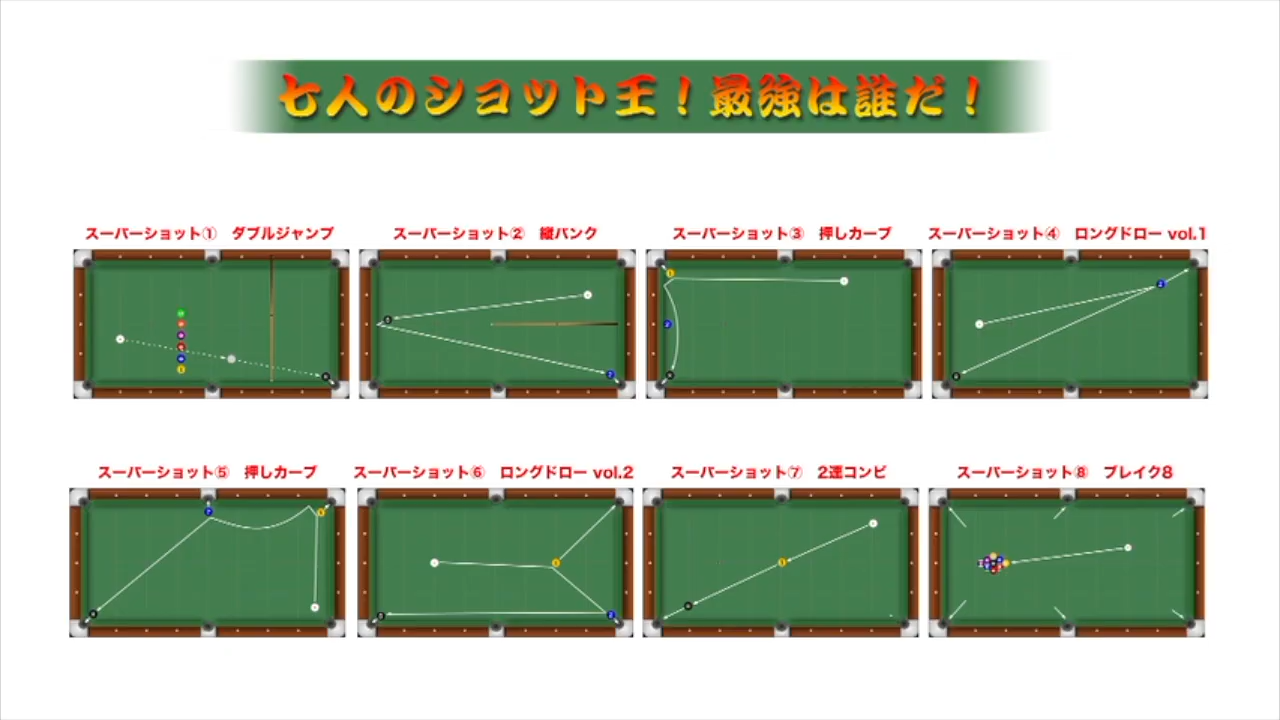 七人のショット王！最強は誰だ！
スーパーショット① ダブルジャンプ
スーパーショット② 縦バンク
スーパーショット③ 押しカーブ
スーパーショット④ ロングドロー vol.1
スーパーショット⑤ 押しカーブ
スーパーショット⑥ ロングドロー vol.2
スーパーショット⑦ 2連コンビ
スーパーショット⑧ ブレイク8